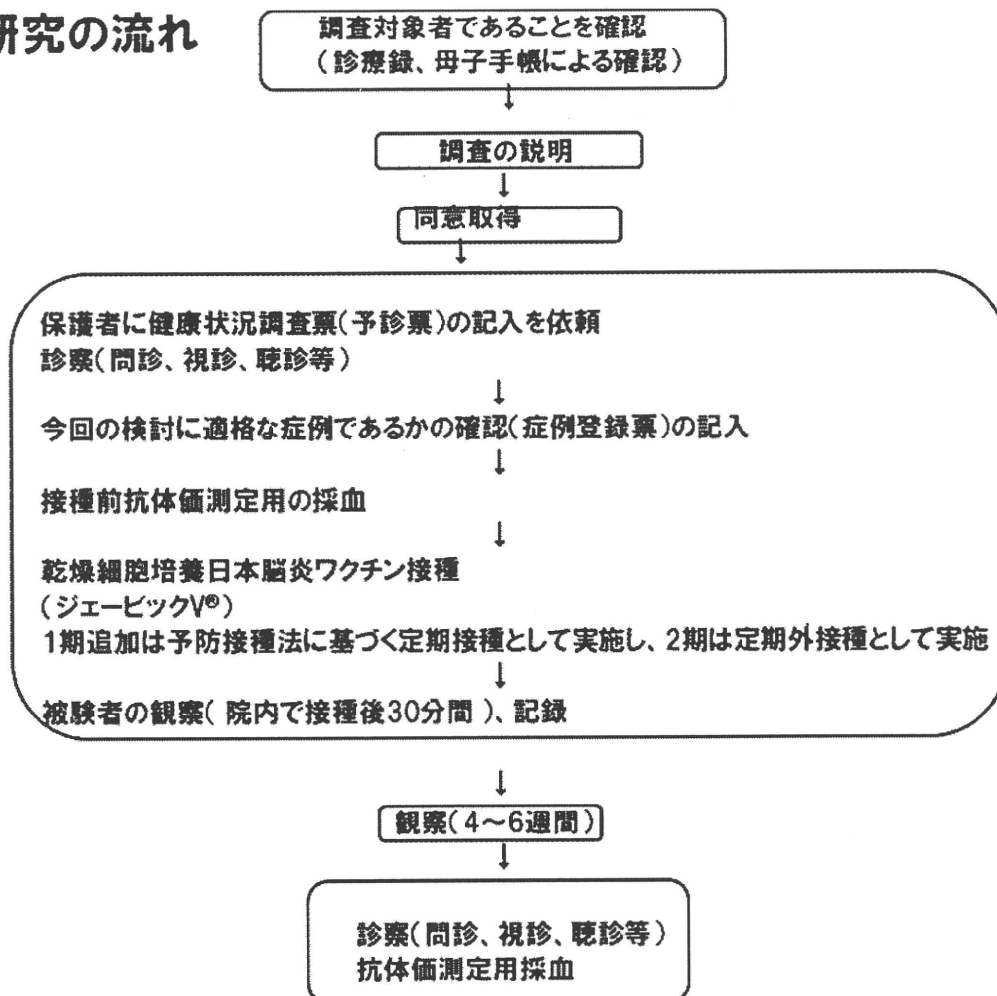 研究の流れ
調査対象者であることを確認
（診療録、母子手帳による確認）
↓
調査の説明
↓
同意取得
↓
保護者に健康状況調査票（予診票）の記入を依頼
診察（問診、視診、聴診等）
↓
今回の検討に適格な症例であるかの確認（症例登録票）の記入
↓
接種前抗体価測定用の採血
↓
乾燥細胞培養日本脳炎ワクチン接種
（ジェービックV®）
1期追加は予防接種法に基づく定期接種として実施し、2期は定期外接種として実施
↓
被験者の観察（ 院内で接種後30分間 ）、記録
↓
観察（4～6週間）
↓
診察（問診、視診、聴診等）
抗体価測定用採血